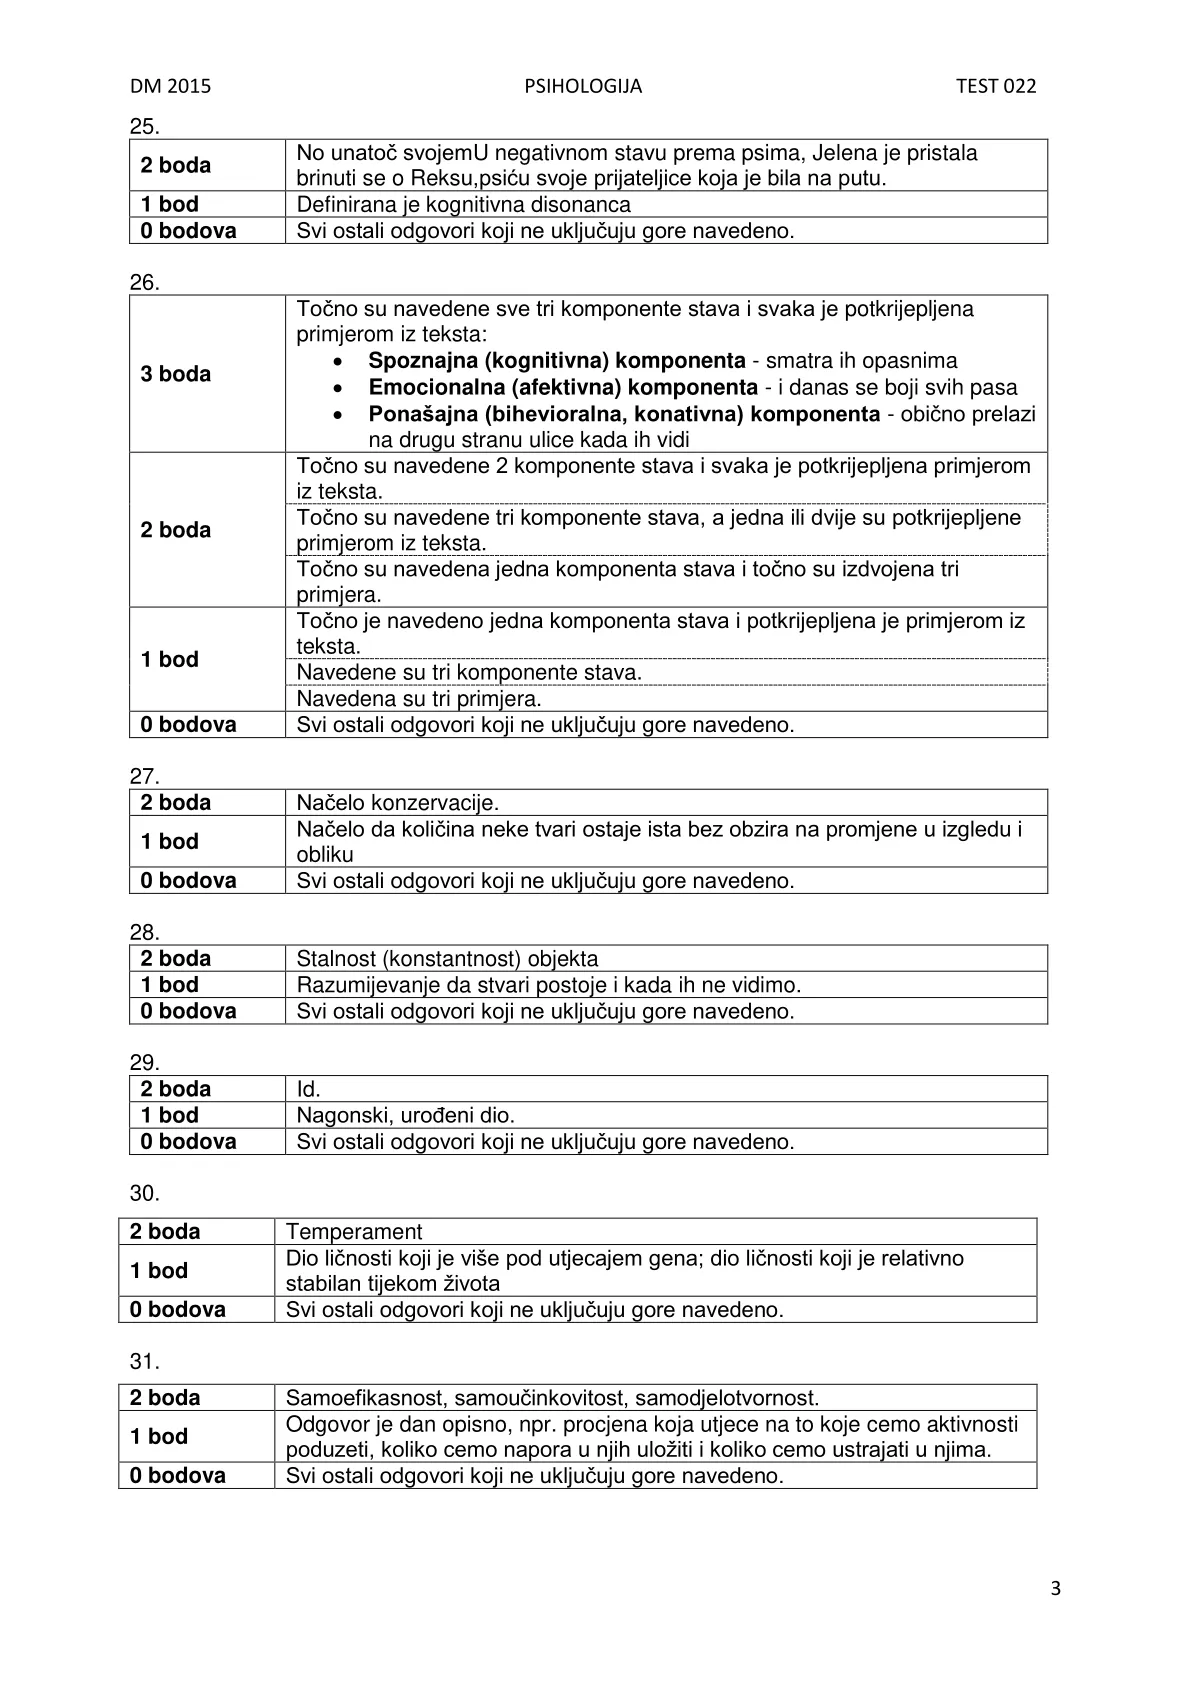 DM 2015 PSIHOLOGIJA TEST 022
25.
2 boda No unatoč svojemU negativnom stavu prema psima, Jelena je pristala
brinuti se o Reksu,psiću svoje prijateljice koja je bila na putu.
1 bod Definirana je kognitivna disonanca
0 bodova Svi ostali odgovori koji ne uključuju gore navedeno.
26.
3 boda Točno su navedene sve tri komponente stava i svaka je potkrijepljena
primjerom iz teksta:
• Spoznajna (kognitivna) komponenta - smatra ih opasnima
• Emocionalna (afektivna) komponenta - i danas se boji svih pasa
• Ponašajna (bihevioralna, konativna) komponenta - obično prelazi
na drugu stranu ulice kada ih vidi
2 boda Točno su navedene 2 komponente stava i svaka je potkrijepljena primjerom
iz teksta.
Točno su navedene tri komponente stava, a jedna ili dvije su potkrijepljene
primjerom iz teksta.
Točno su navedena jedna komponenta stava i točno su izdvojena tri
primjera.
1 bod Točno je navedeno jedna komponenta stava i potkrijepljena je primjerom iz
teksta.
Navedene su tri komponente stava.
Navedena su tri primjera.
0 bodova Svi ostali odgovori koji ne uključuju gore navedeno.
27.
2 boda Načelo konzervacije.
1 bod Načelo da količina neke tvari ostaje ista bez obzira na promjene u izgledu i
obliku
0 bodova Svi ostali odgovori koji ne uključuju gore navedeno.
28.
2 boda Stalnost (konstantnost) objekta
1 bod Razumijevanje da stvari postoje i kada ih ne vidimo.
0 bodova Svi ostali odgovori koji ne uključuju gore navedeno.
29.
2 boda Id.
1 bod Nagonski, urođeni dio.
0 bodova Svi ostali odgovori koji ne uključuju gore navedeno.
30.
2 boda Temperament
1 bod Dio ličnosti koji je više pod utjecajem gena; dio ličnosti koji je relativno
stabilan tijekom života
0 bodova Svi ostali odgovori koji ne uključuju gore navedeno.
31.
2 boda Samoefikasnost, samoučinkovitost, samodjelotvornost.
1 bod Odgovor je dan opisno, npr. procjena koja utjece na to koje cemo aktivnosti
poduzeti, koliko cemo napora u njih uložiti i koliko cemo ustrajati u njima.
0 bodova Svi ostali odgovori koji ne uključuju gore navedeno.
3